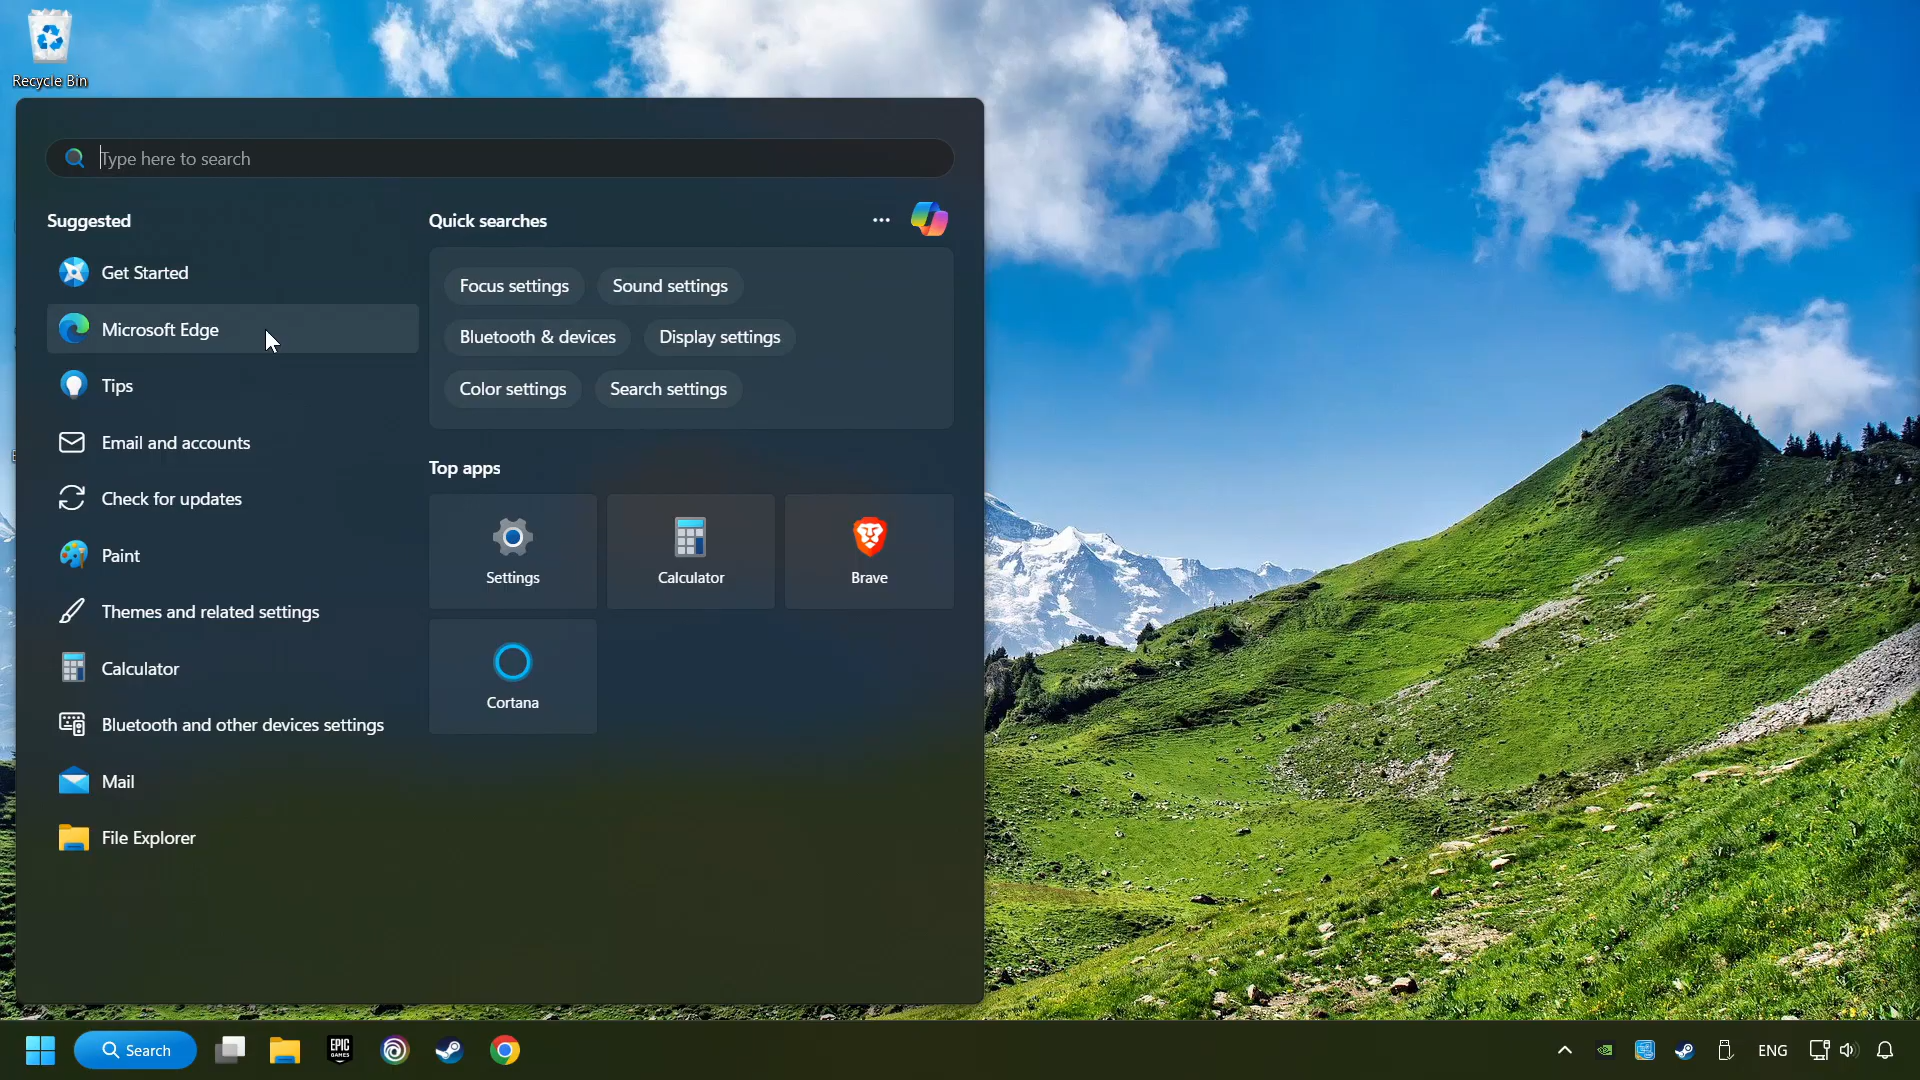 Recycle Bin
Type here to search
Suggested
Get Started
Microsoft Edge
Tips
Email and accounts
Check for updates
Paint
Themes and related settings
Calculator
Bluetooth and other devices settings
Mail
File Explorer
Quick searches
Focus settings
Sound settings
Bluetooth & devices
Display settings
Color settings
Search settings
Top apps
Settings
Calculator
Brave
Cortana
Search
EPIC
GAMES
ENG